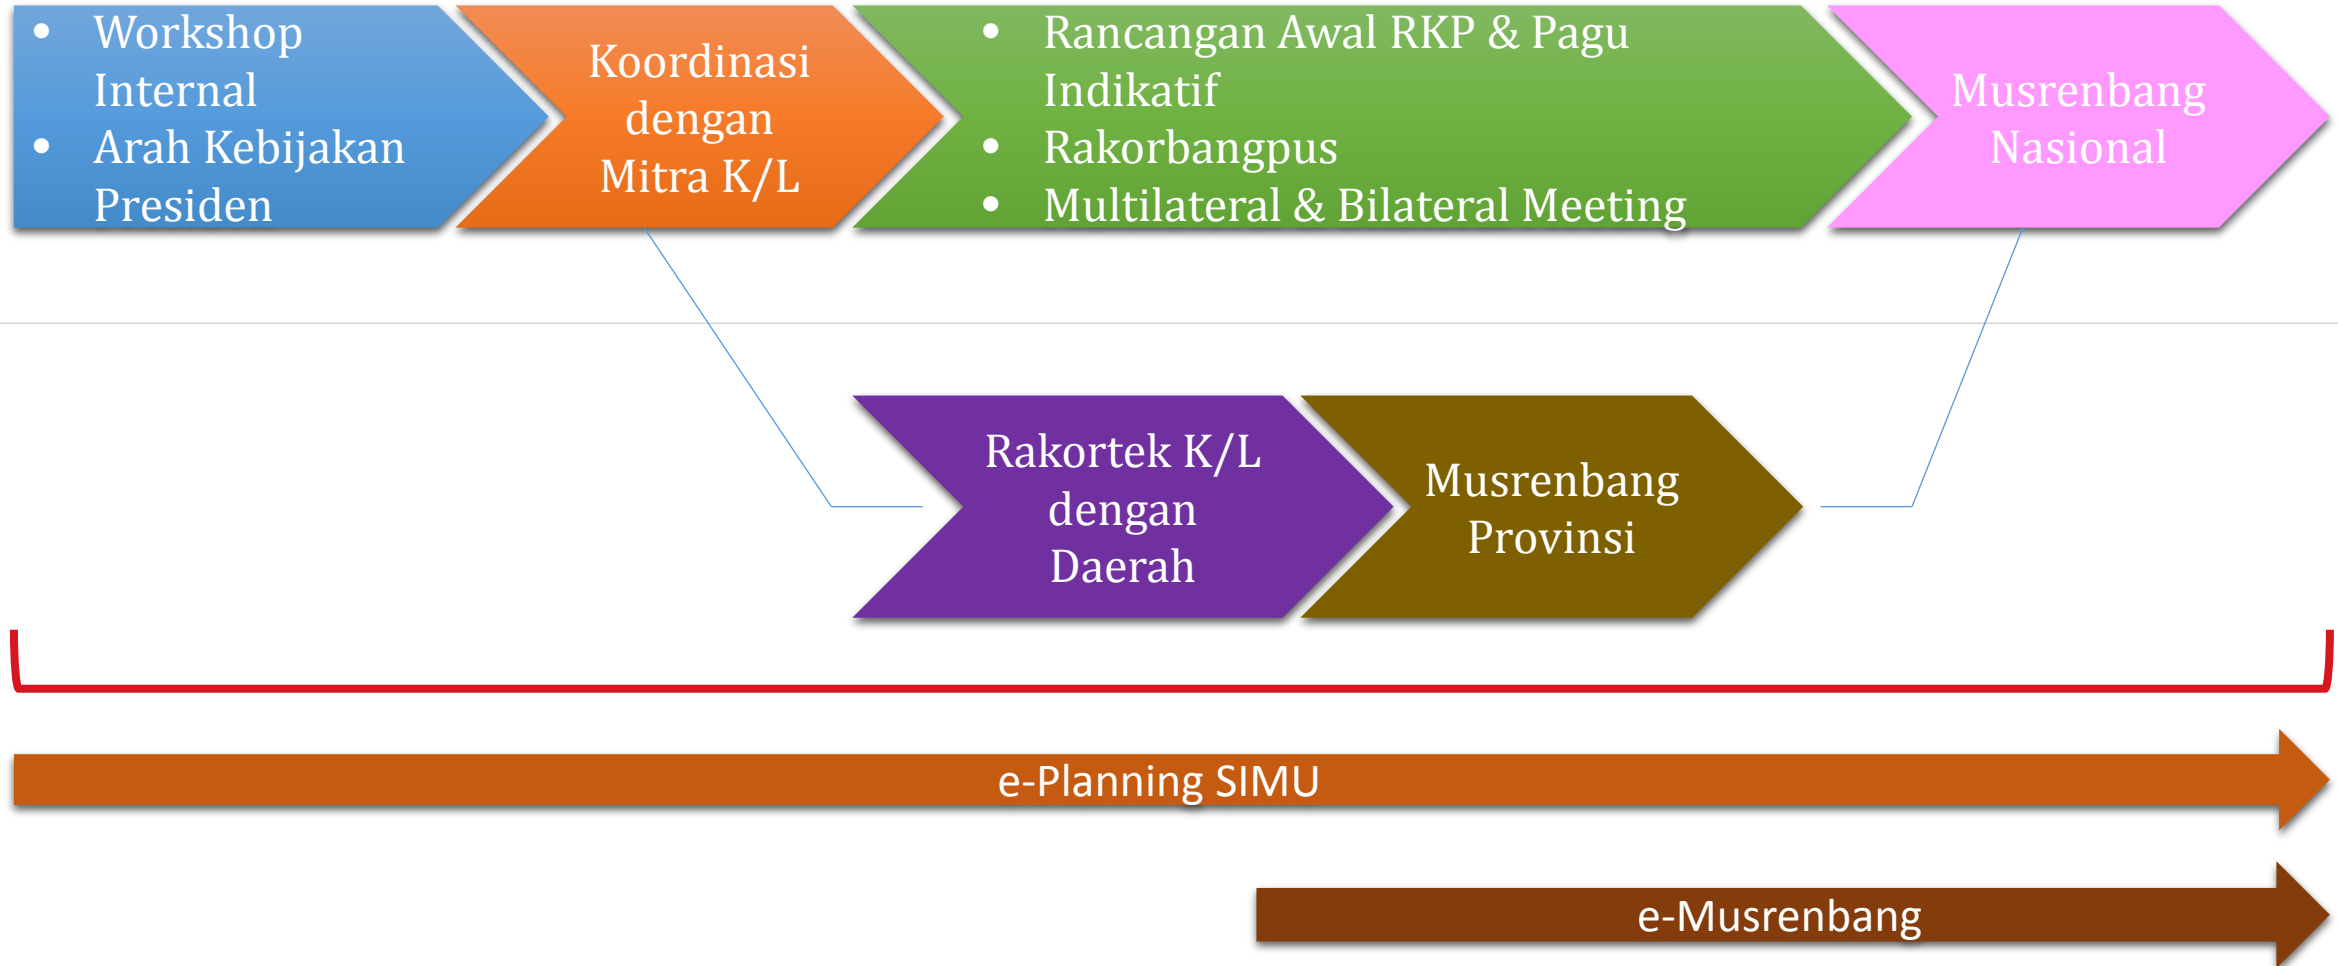 • Workshop
Internal
• Arah Kebijakan
Presiden
Koordinasi
dengan
Mitra K/L
• Rancangan Awal RKP & Pagu
Indikatif
• Rakorbangpus
• Multilateral & Bilateral Meeting
Musrenbang
Nasional
Rakortek K/L
dengan
Daerah
Musrenbang
Provinsi
e-Planning SIMU
e-Musrenbang